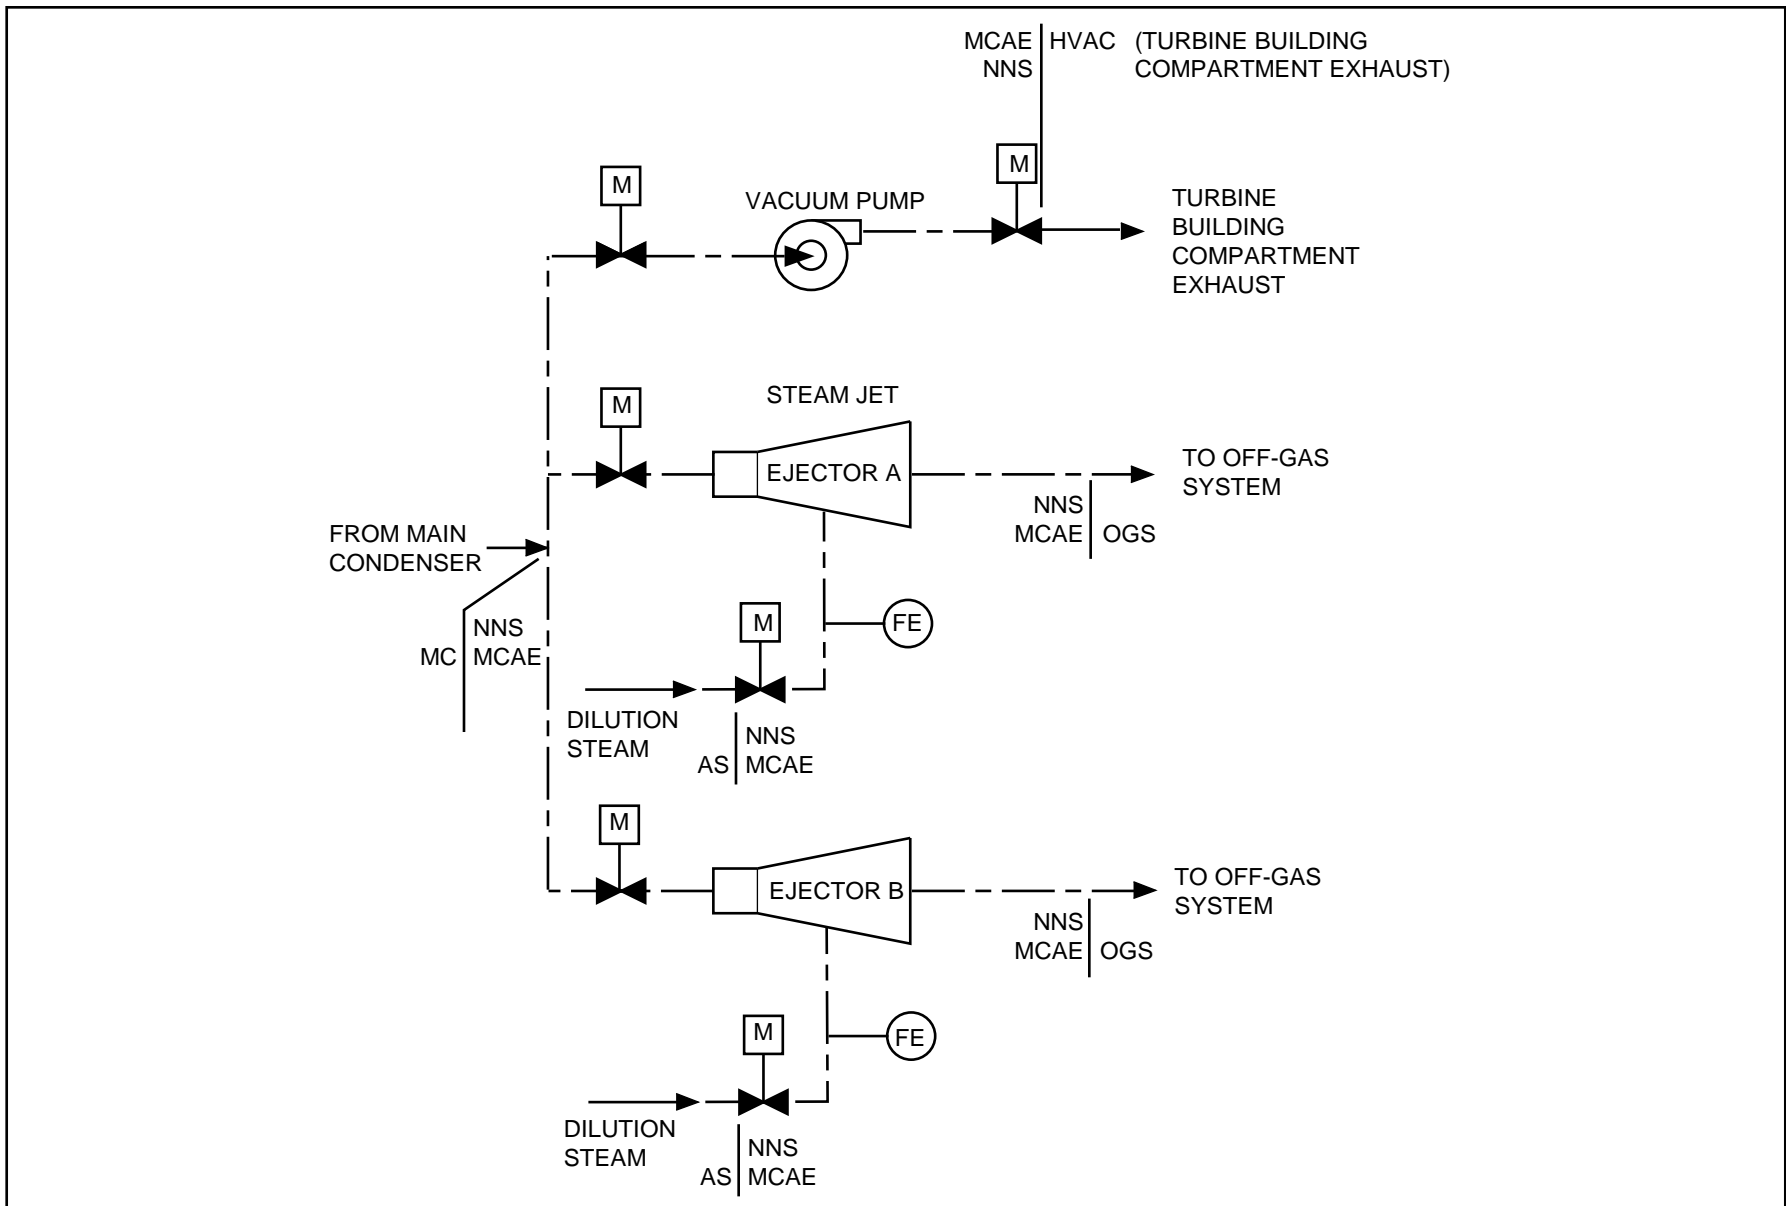 MCAE HVAC (TURBINE BUILDING
NNS COMPARTMENT EXHAUST)
M
M
VACUUM PUMP
TURBINE
BUILDING
COMPARTMENT
EXHAUST
M
STEAM JET
EJECTOR A
TO OFF-GAS
SYSTEM
NNS
MCAE OGS
FROM MAIN
CONDENSER
NNS
MC MCAE
M
FE
DILUTION
STEAM
NNS
AS MCAE
M
EJECTOR B
TO OFF-GAS
SYSTEM
NNS
MCAE OGS
M
FE
DILUTION
STEAM
NNS
AS MCAE